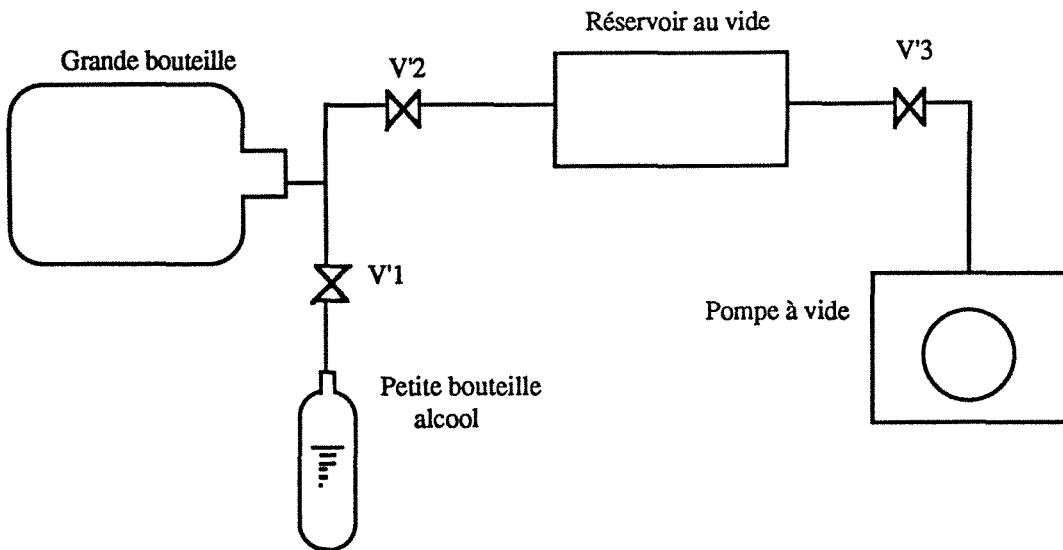 Réservoir au vide
Grande bouteille
V'2
V'3
V'1
Pompe à vide
Petite bouteille
alcool